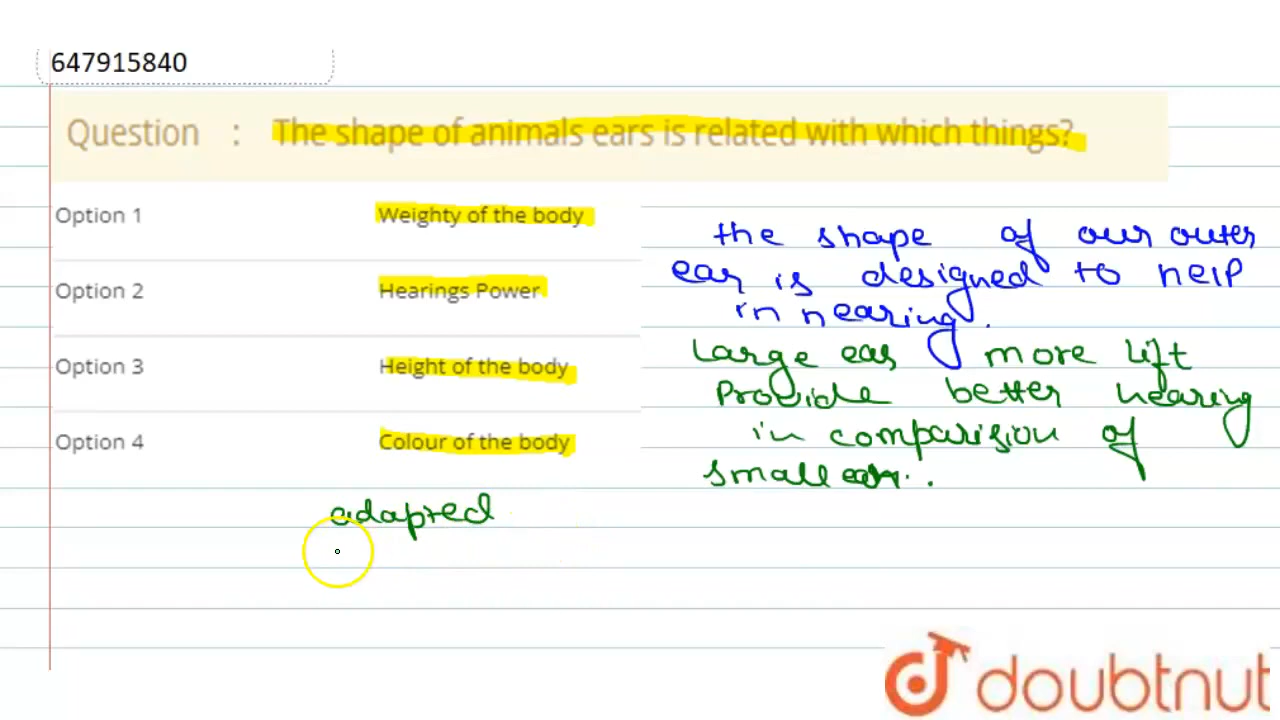 647915840
Question : The shape of animals ears is related with which things?
Option 1 Weighty of the body
Option 2 Hearings Power
Option 3 Height of the body
Option 4 Colour of the body
the shape of our outer
ear is designed to help
in hearing.
Large ear more lift
Provide better hearing
in comparision of
small ear.
adapted
doubtnut